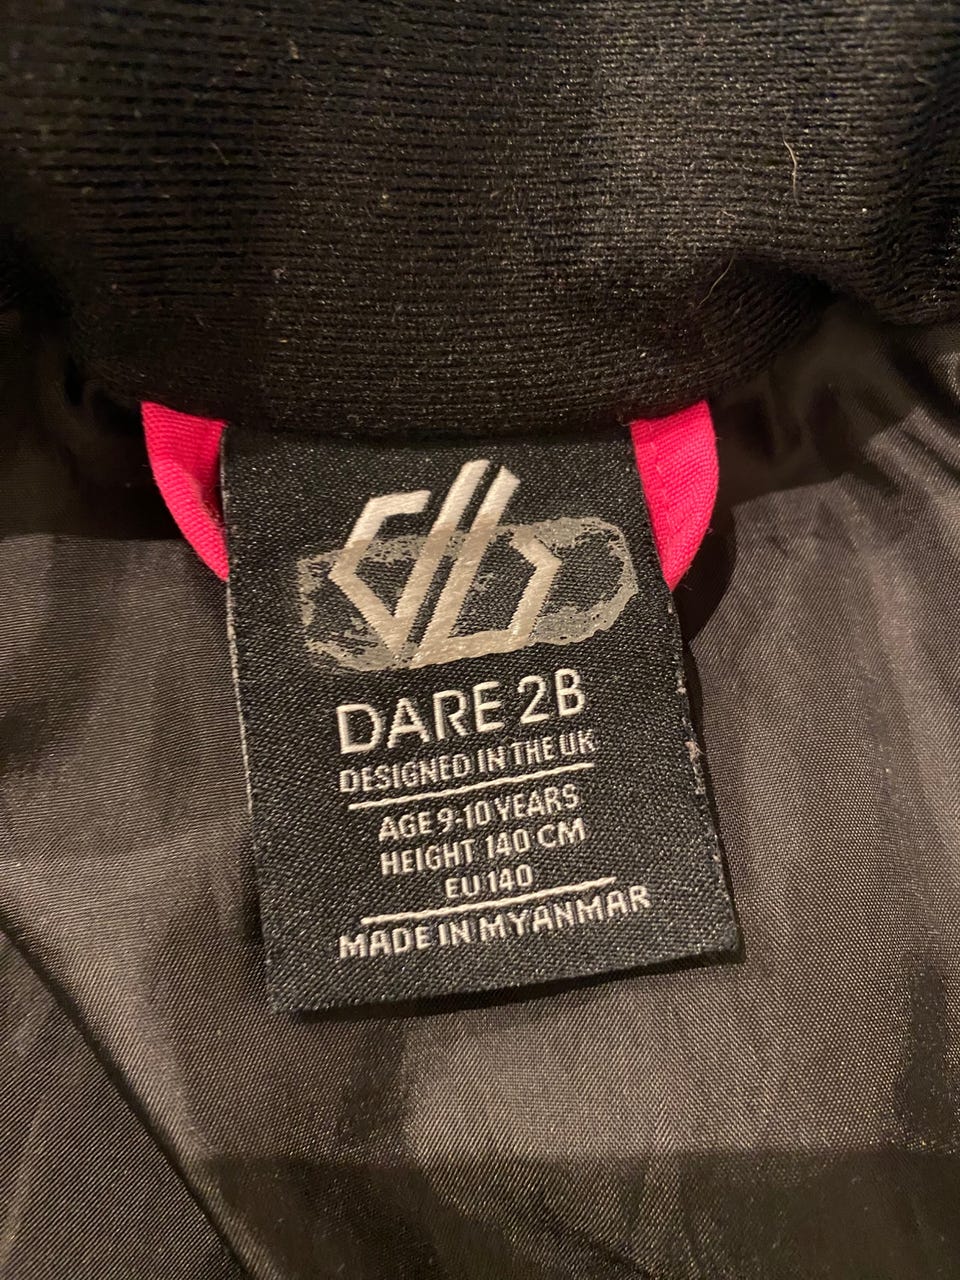 DARE 2B
DESIGNED IN THE UK
AGE 9-10 YEARS
HEIGHT 140 CM
EU 140
MADE IN MYANMAR